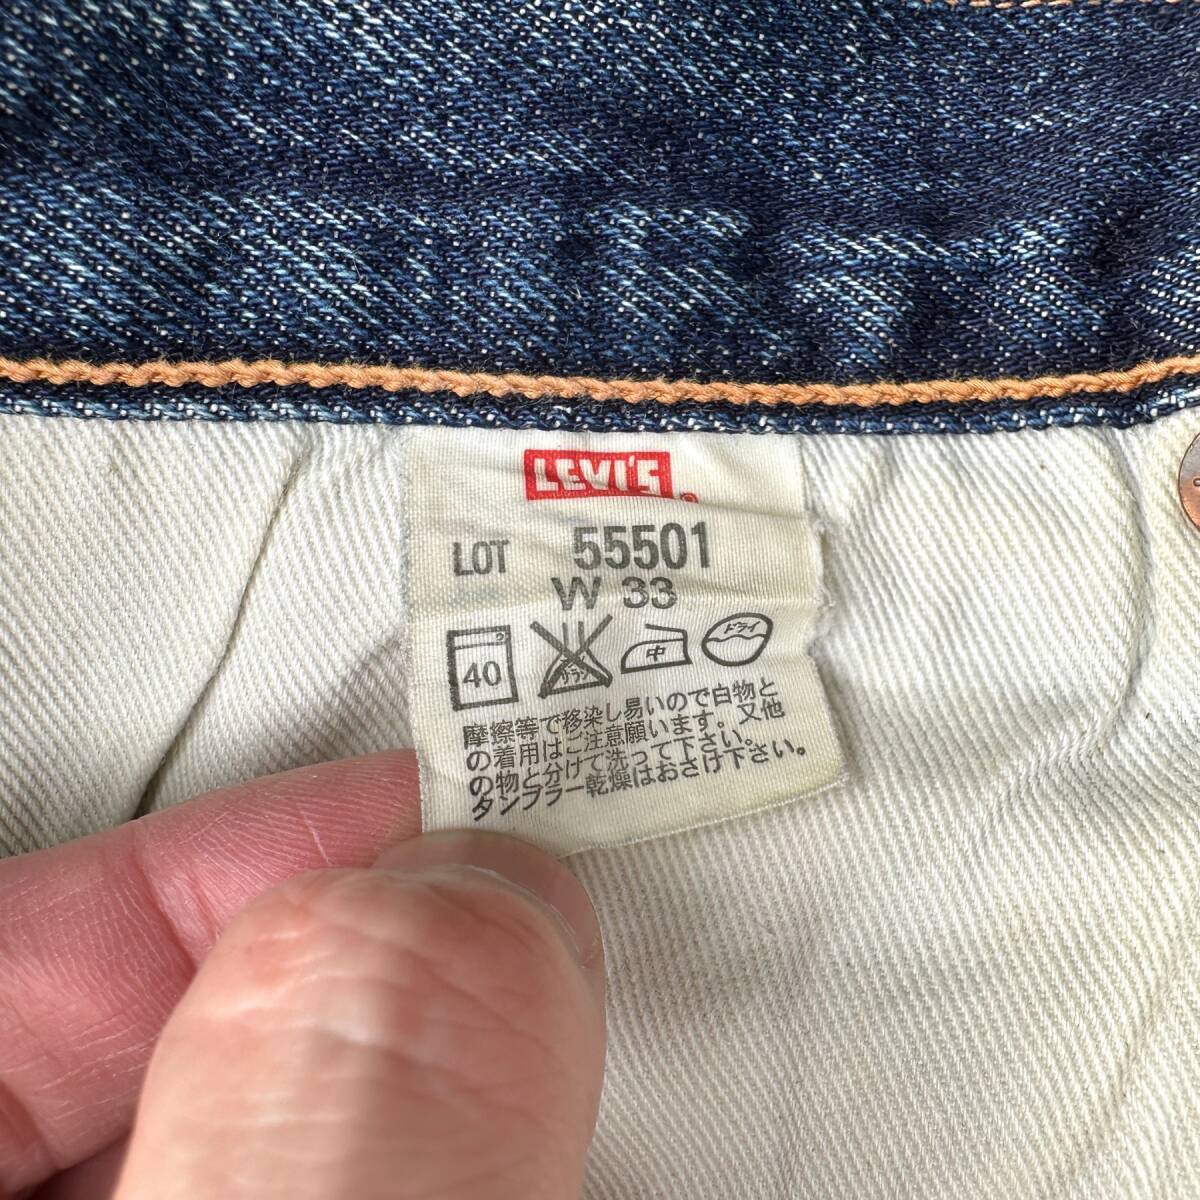 LEVI'S®
LOT 55501
W 33
40 サラシ 中 ドライ
摩擦等で移染し易いので白物と
の着用はご注意願います。又他
の物と分けて洗って下さい。
タンブラー乾燥はおさけ下さい。